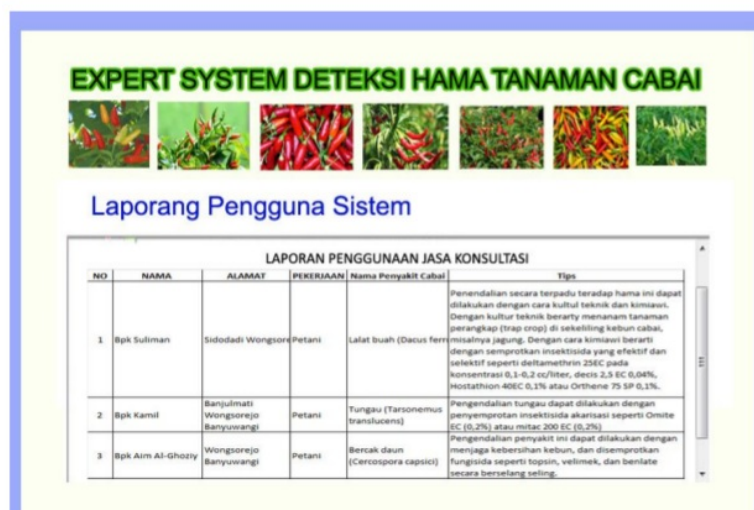 EXPERT SYSTEM DETEKSI HAMA TANAMAN CABAI
Laporang Pengguna Sistem
LAPORAN PENGGUNAAN JASA KONSULTASI
NO NAMA ALAMAT PEKERJAAN Nama Penyakit Cabai Tips
1 Bpk Suliman Sidodadi Wongsore Petani Lalat buah (Dacus ferr
Penendalian secara terpadu teradap hama ini dapat
dilakukan dengan cara kultul teknik dan kimiawi.
Dengan kultur teknik berarty menanam tanaman
perangkap (trap crop) di sekeliling kebun cabai,
misalnya jagung. Dengan cara kimiawi berarti
dengan semprotkan insektisida yang efektif dan
selektif seperti deltamethrin 25EC pada
konsentrasi 0,1-0,2 cc/liter, decis 2,5 EC 0,04%,
Hostathion 40EC 0,1% atau Orthene 75 SP 0,1%.
2 Bpk Kamil
Banjulmati
Wongsorejo
Banyuwangi
Petani
Tungau (Tarsonemus
translucens)
Pengendalian tungau dapat dilakukan dengan
penyemprotan insektisida akarisasi seperti Omite
EC (0,2%) atau mitac 200 EC (0,2%)
3 Bpk Aim Al-Ghoziy
Wongsorejo
Banyuwangi
Petani
Bercak daun
(Cercospora capsici)
Pengendalian penyakit ini dapat dilakukan dengan
menjaga kebersihan kebun, dan disemprotkan
fungisida seperti topsin, velimek, dan benlate
secara berselang seling.